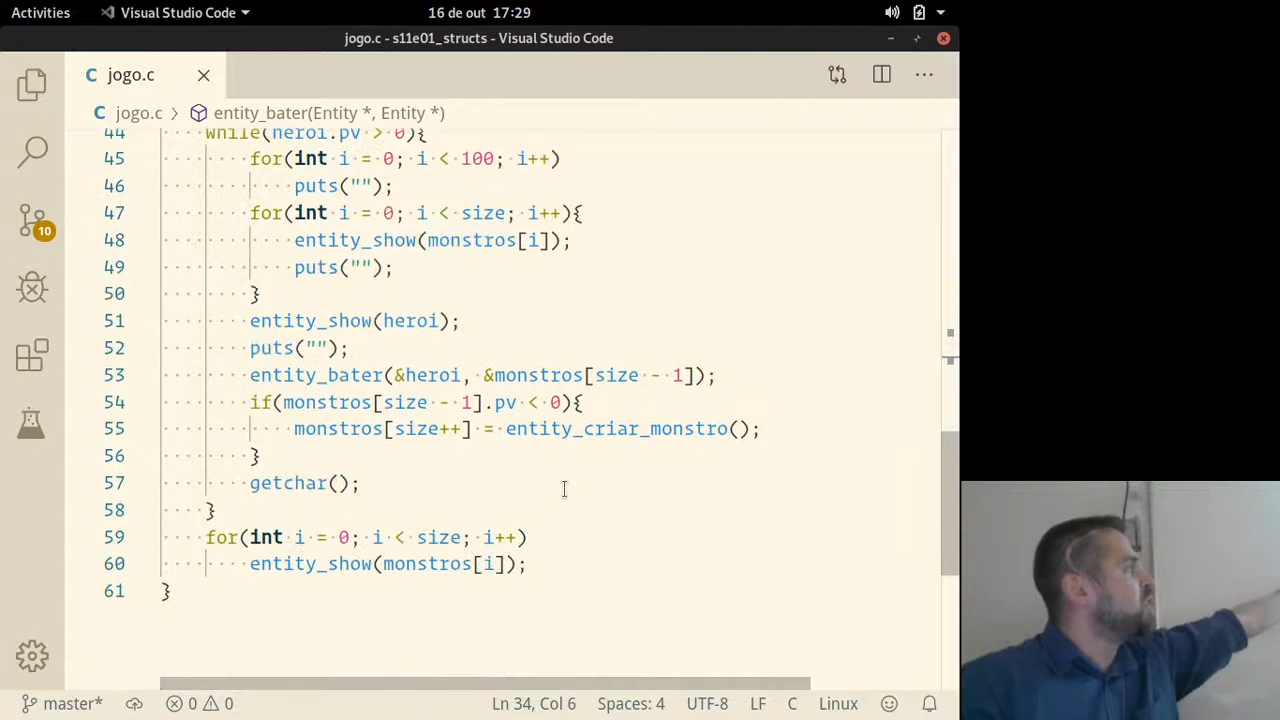 Activities Visual Studio Code 16 de out 17:29
jogo.c - s11e01_structs - Visual Studio Code
C jogo.c
C jogo.c > entity_bater(Entity *, Entity *)
44 while(heroi.pv > 0){
45 for(int i = 0; i < 100; i++)
46 puts("");
47 for(int i = 0; i < size; i++){
48 entity_show(monstros[i]);
49 puts("");
50 }
51 entity_show(heroi);
52 puts("");
53 entity_bater(&heroi, &monstros[size - 1]);
54 if(monstros[size - 1].pv < 0){
55 monstros[size++] = entity_criar_monstro();
56 }
57 getchar();
58 }
59 for(int i = 0; i < size; i++)
60 entity_show(monstros[i]);
61 }
10
master* 0 0 Ln 34, Col 6 Spaces: 4 UTF-8 LF C Linux